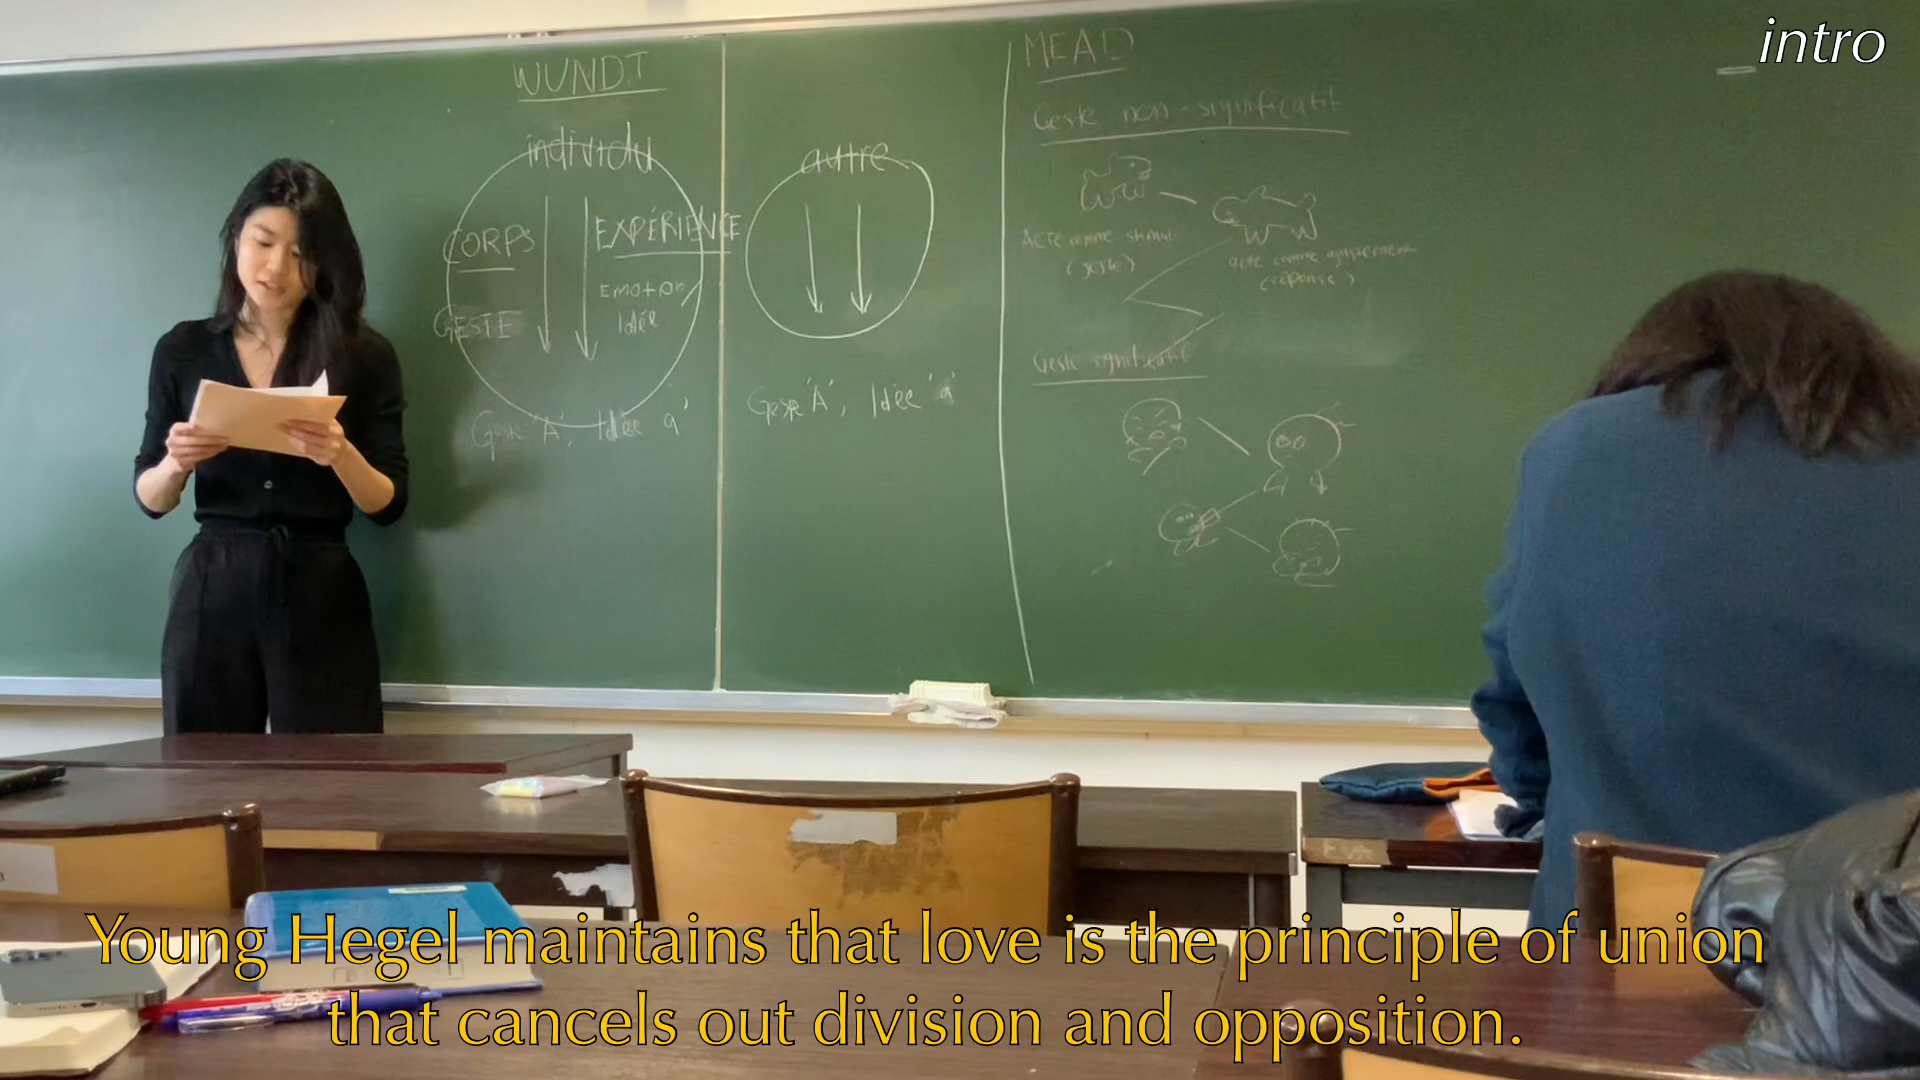 intro
WUNDT
individu
CORPS
EXPÉRIENCE
EMOTION
Idée
GESTE
Geste 'A', Idée 'a'
autre
Geste 'A', Idée 'a'
MEAD
Geste non-significatif
Acte comme stimul
(geste)
acte comme ajustement
(réponse)
Geste significatif
Young Hegel maintains that love is the principle of union
that cancels out division and opposition.